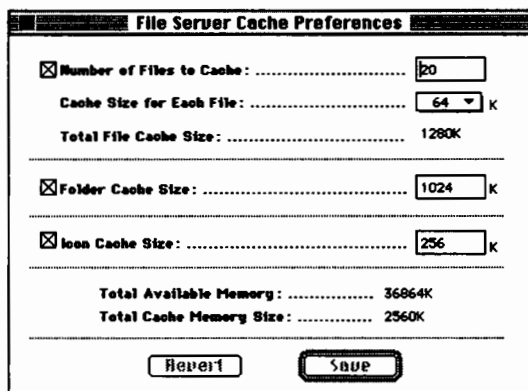 File Server Cache Preferences
Number of Files to Cache: .................... 20
Cache Size for Each File: .................... 64 K
Total File Cache Size: ........................ 1280K
Folder Cache Size: ............................ 1024 K
Icon Cache Size: ................................ 256 K
Total Available Memory: .............. 36864K
Total Cache Memory Size: ........... 2560K
Revert Save